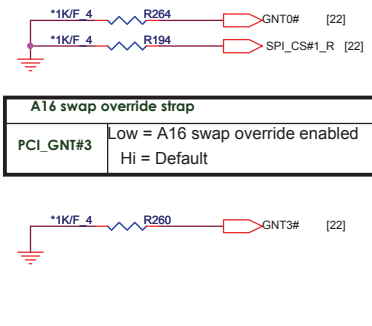 *1K/F_4 R264 GNT0# [22]
*1K/F_4 R194 SPI_CS#1_R [22]
A16 swap override strap
PCI_GNT#3 Low = A16 swap override enabled
Hi = Default
*1K/F_4 R260 GNT3# [22]